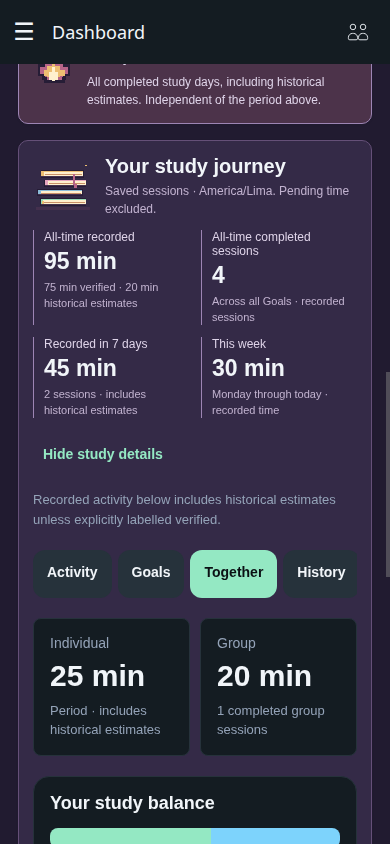 Dashboard
All completed study days, including historical
estimates. Independent of the period above.
Your study journey
Saved sessions · America/Lima. Pending time
excluded.
All-time recorded
95 min
75 min verified · 20 min
historical estimates
All-time completed
sessions
4
Across all Goals · recorded
sessions
Recorded in 7 days
45 min
2 sessions · includes
historical estimates
This week
30 min
Monday through today ·
recorded time
Hide study details
Recorded activity below includes historical estimates
unless explicitly labelled verified.
Activity
Goals
Together
History
Individual
25 min
Period · includes
historical estimates
Group
20 min
1 completed group
sessions
Your study balance